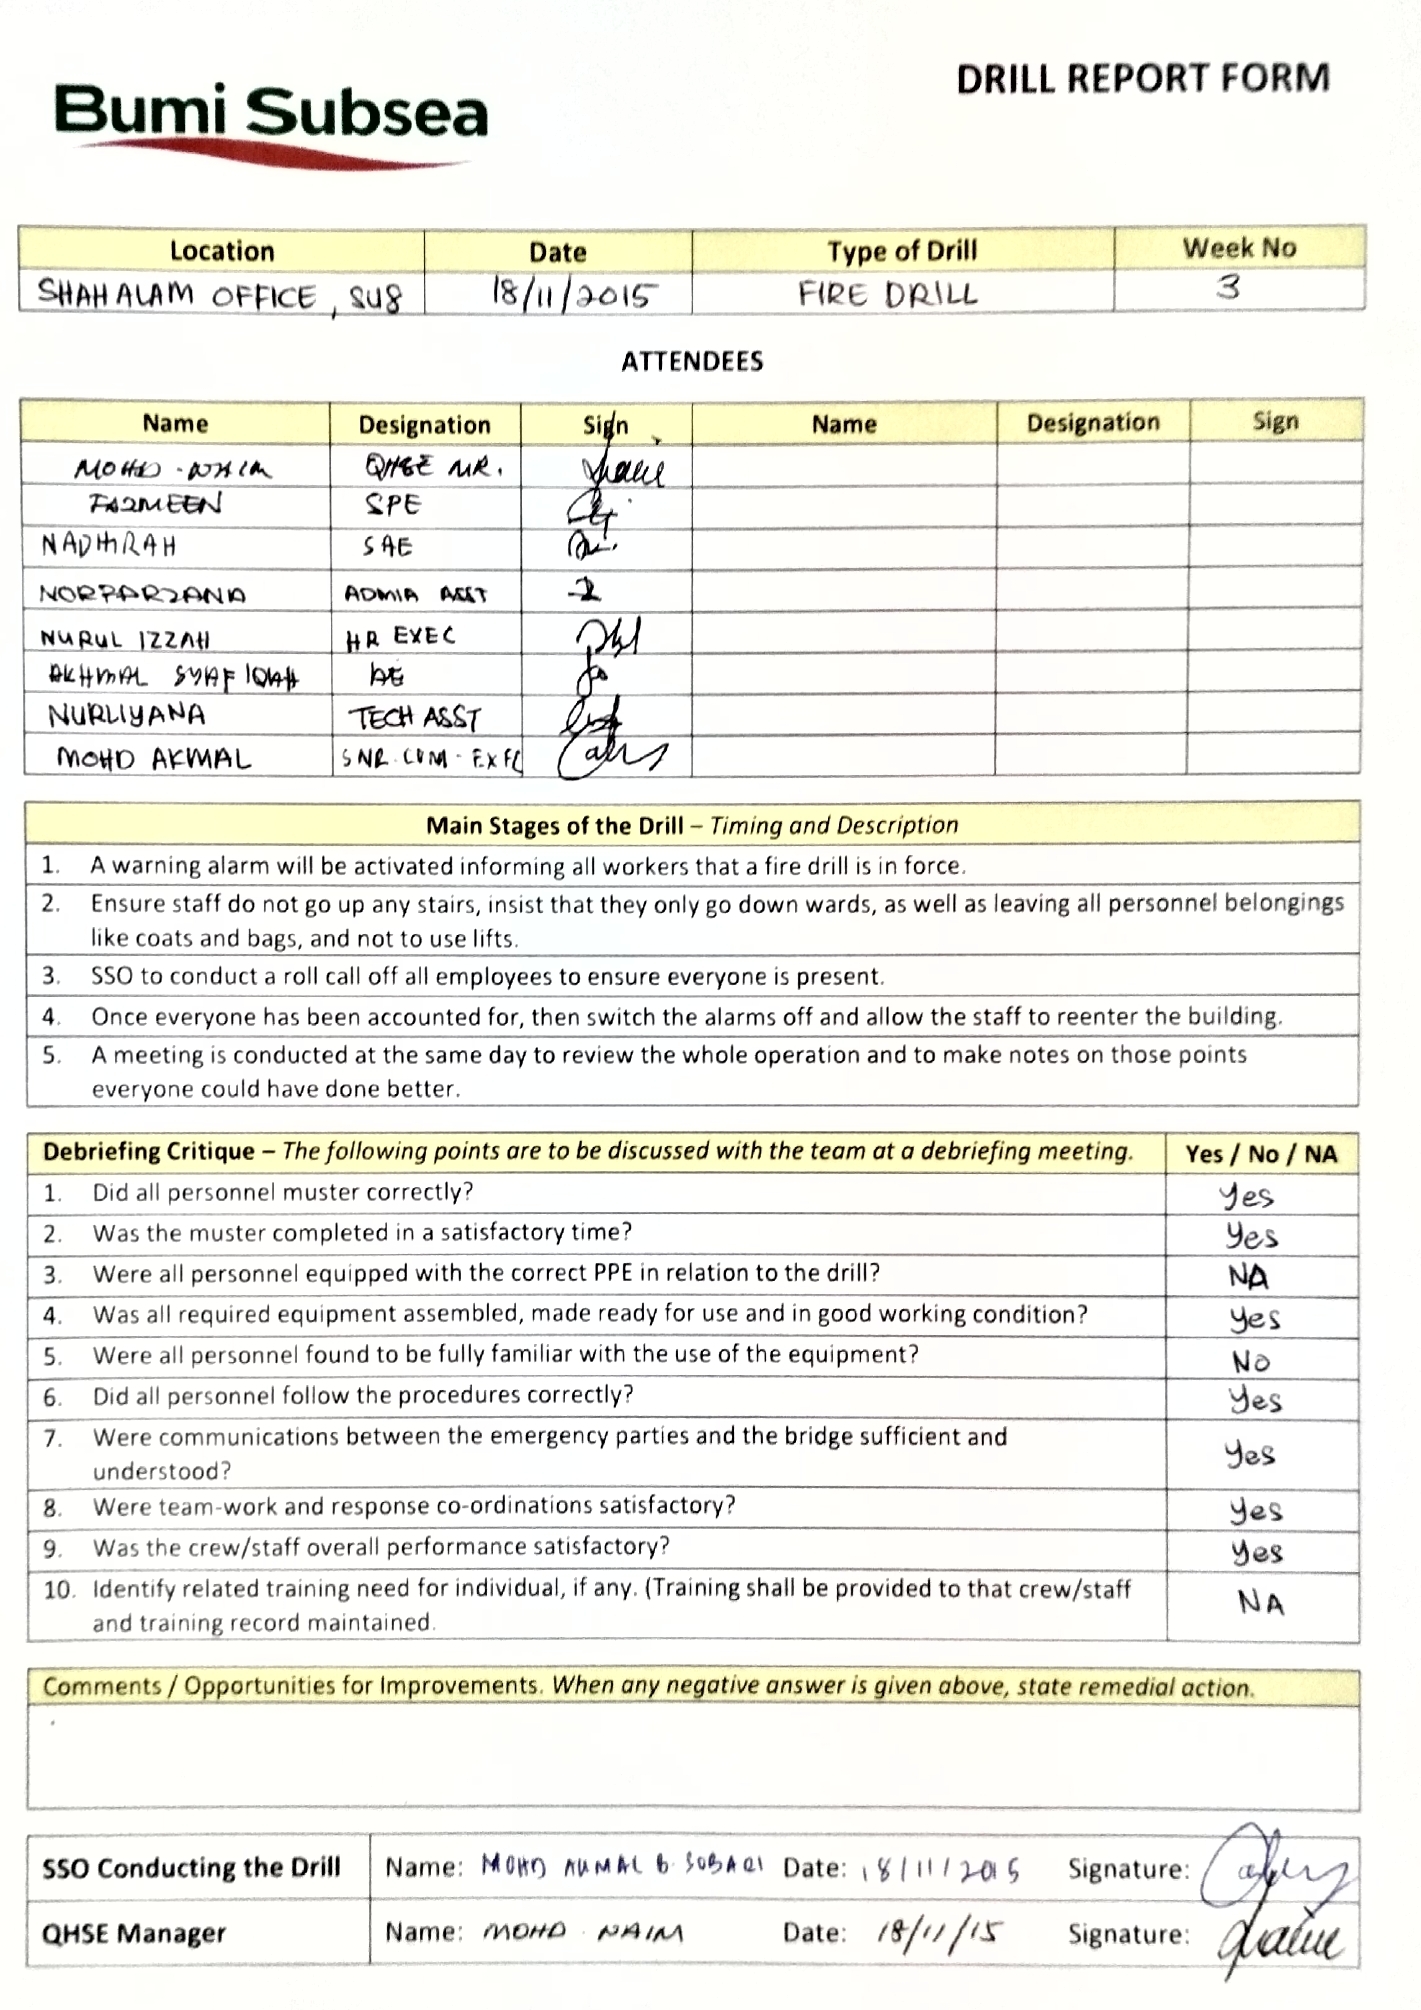 DRILL REPORT FORM
Bumi Subsea
Location Date Type of Drill Week No
SHAH ALAM OFFICE, SU8 18/11/2015 FIRE DRILL 3
ATTENDEES
Name Designation Sign Name Designation Sign
MOHD NAIM QHSE MR.
FAZMEEN SPE
NADHIRAH SAE
NORFARZANA ADMIN ASST
NURUL IZZAH HR EXEC
AKHMAL SYAFIQAH AE
NURLIYANA TECH ASST
MOHD AKMAL SNR. COM. EXEC
Main Stages of the Drill – Timing and Description
1. A warning alarm will be activated informing all workers that a fire drill is in force.
2. Ensure staff do not go up any stairs, insist that they only go down wards, as well as leaving all personnel belongings
like coats and bags, and not to use lifts.
3. SSO to conduct a roll call off all employees to ensure everyone is present.
4. Once everyone has been accounted for, then switch the alarms off and allow the staff to reenter the building.
5. A meeting is conducted at the same day to review the whole operation and to make notes on those points
everyone could have done better.
Debriefing Critique – The following points are to be discussed with the team at a debriefing meeting. Yes / No / NA
1. Did all personnel muster correctly? Yes
2. Was the muster completed in a satisfactory time? Yes
3. Were all personnel equipped with the correct PPE in relation to the drill? NA
4. Was all required equipment assembled, made ready for use and in good working condition? Yes
5. Were all personnel found to be fully familiar with the use of the equipment? No
6. Did all personnel follow the procedures correctly? Yes
7. Were communications between the emergency parties and the bridge sufficient and
understood? Yes
8. Were team-work and response co-ordinations satisfactory? Yes
9. Was the crew/staff overall performance satisfactory? Yes
10. Identify related training need for individual, if any. (Training shall be provided to that crew/staff
and training record maintained. NA
Comments / Opportunities for Improvements. When any negative answer is given above, state remedial action.
SSO Conducting the Drill Name: MOHD AKMAL B. SOBARI Date: 18/11/2015 Signature:
QHSE Manager Name: MOHD NAIM Date: 18/11/15 Signature: